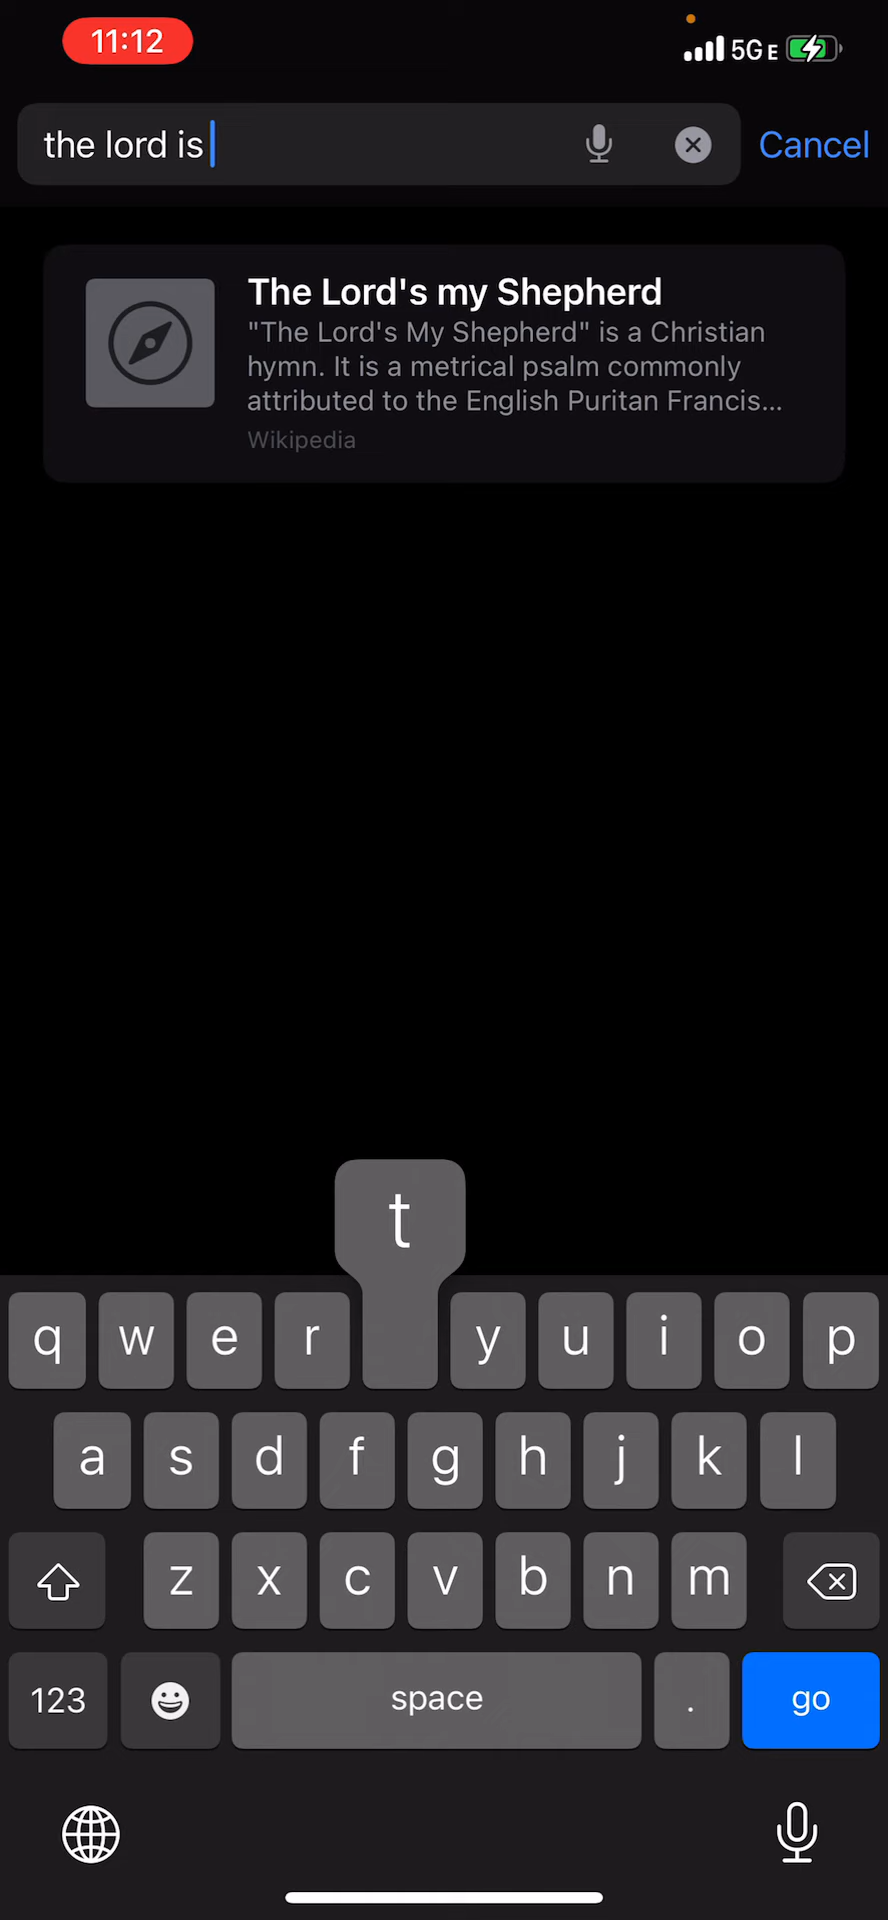 11:12
5G E
the lord is
Cancel
The Lord's my Shepherd
"The Lord's My Shepherd" is a Christian
hymn. It is a metrical psalm commonly
attributed to the English Puritan Francis...
Wikipedia
t
q w e r y u i o p
a s d f g h j k l
z x c v b n m
123 space . go